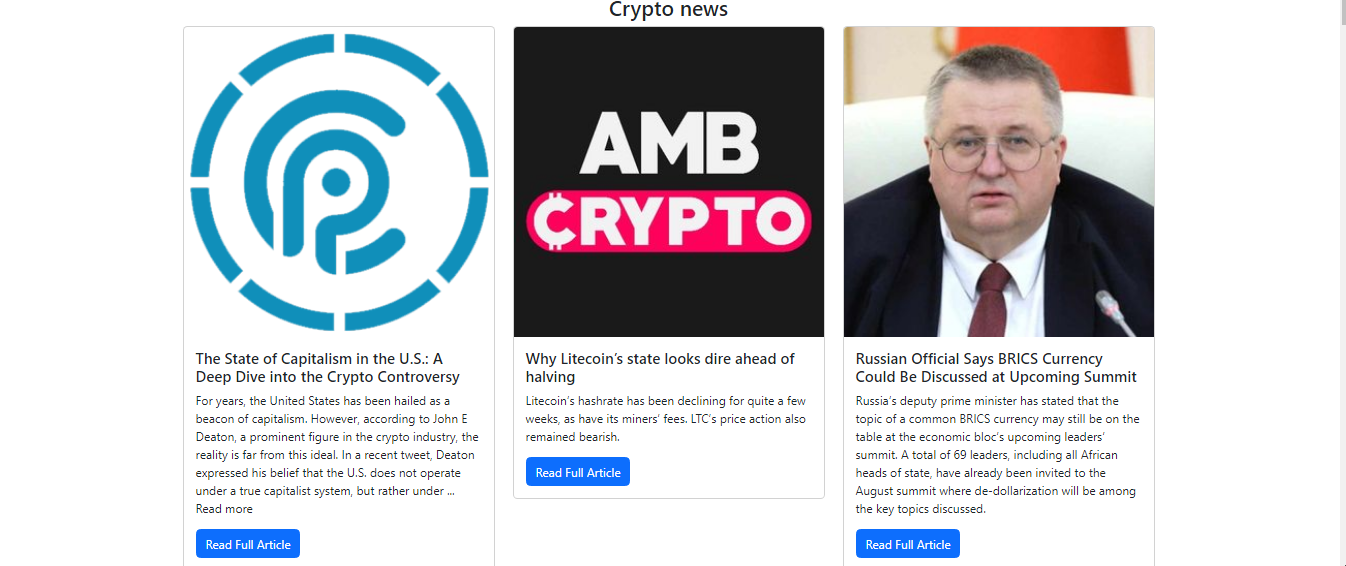 Crypto news
AMB
CRYPTO
The State of Capitalism in the U.S.: A
Deep Dive into the Crypto Controversy
For years, the United States has been hailed as a
beacon of capitalism. However, according to John E
Deaton, a prominent figure in the crypto industry, the
reality is far from this ideal. In a recent tweet, Deaton
expressed his belief that the U.S. does not operate
under a true capitalist system, but rather under ...
Read more
Read Full Article
Why Litecoin’s state looks dire ahead of
halving
Litecoin’s hashrate has been declining for quite a few
weeks, as have its miners’ fees. LTC’s price action also
remained bearish.
Read Full Article
Russian Official Says BRICS Currency
Could Be Discussed at Upcoming Summit
Russia’s deputy prime minister has stated that the
topic of a common BRICS currency may still be on the
table at the economic bloc’s upcoming leaders’
summit. A total of 69 leaders, including all African
heads of state, have already been invited to the
August summit where de-dollarization will be among
the key topics discussed.
Read Full Article